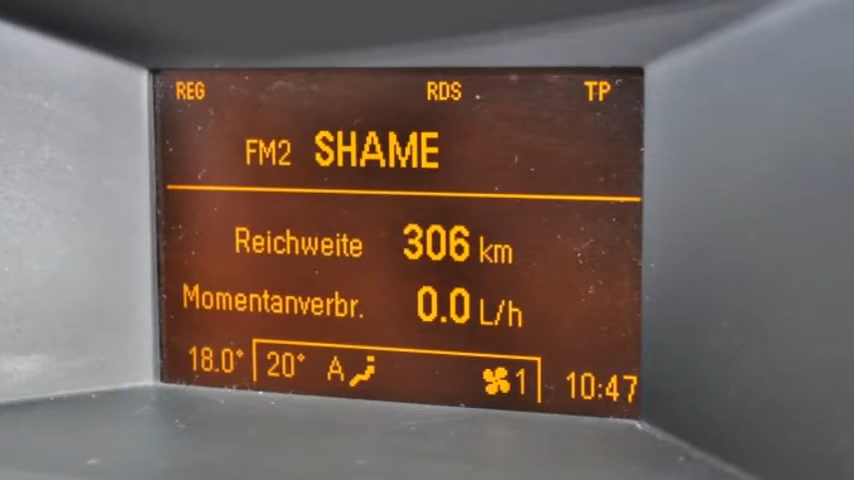 REG RDS TP
FM2 SHAME
Reichweite 306 km
Momentanverbr. 0.0 L/h
18.0° 20° A 1 10:47